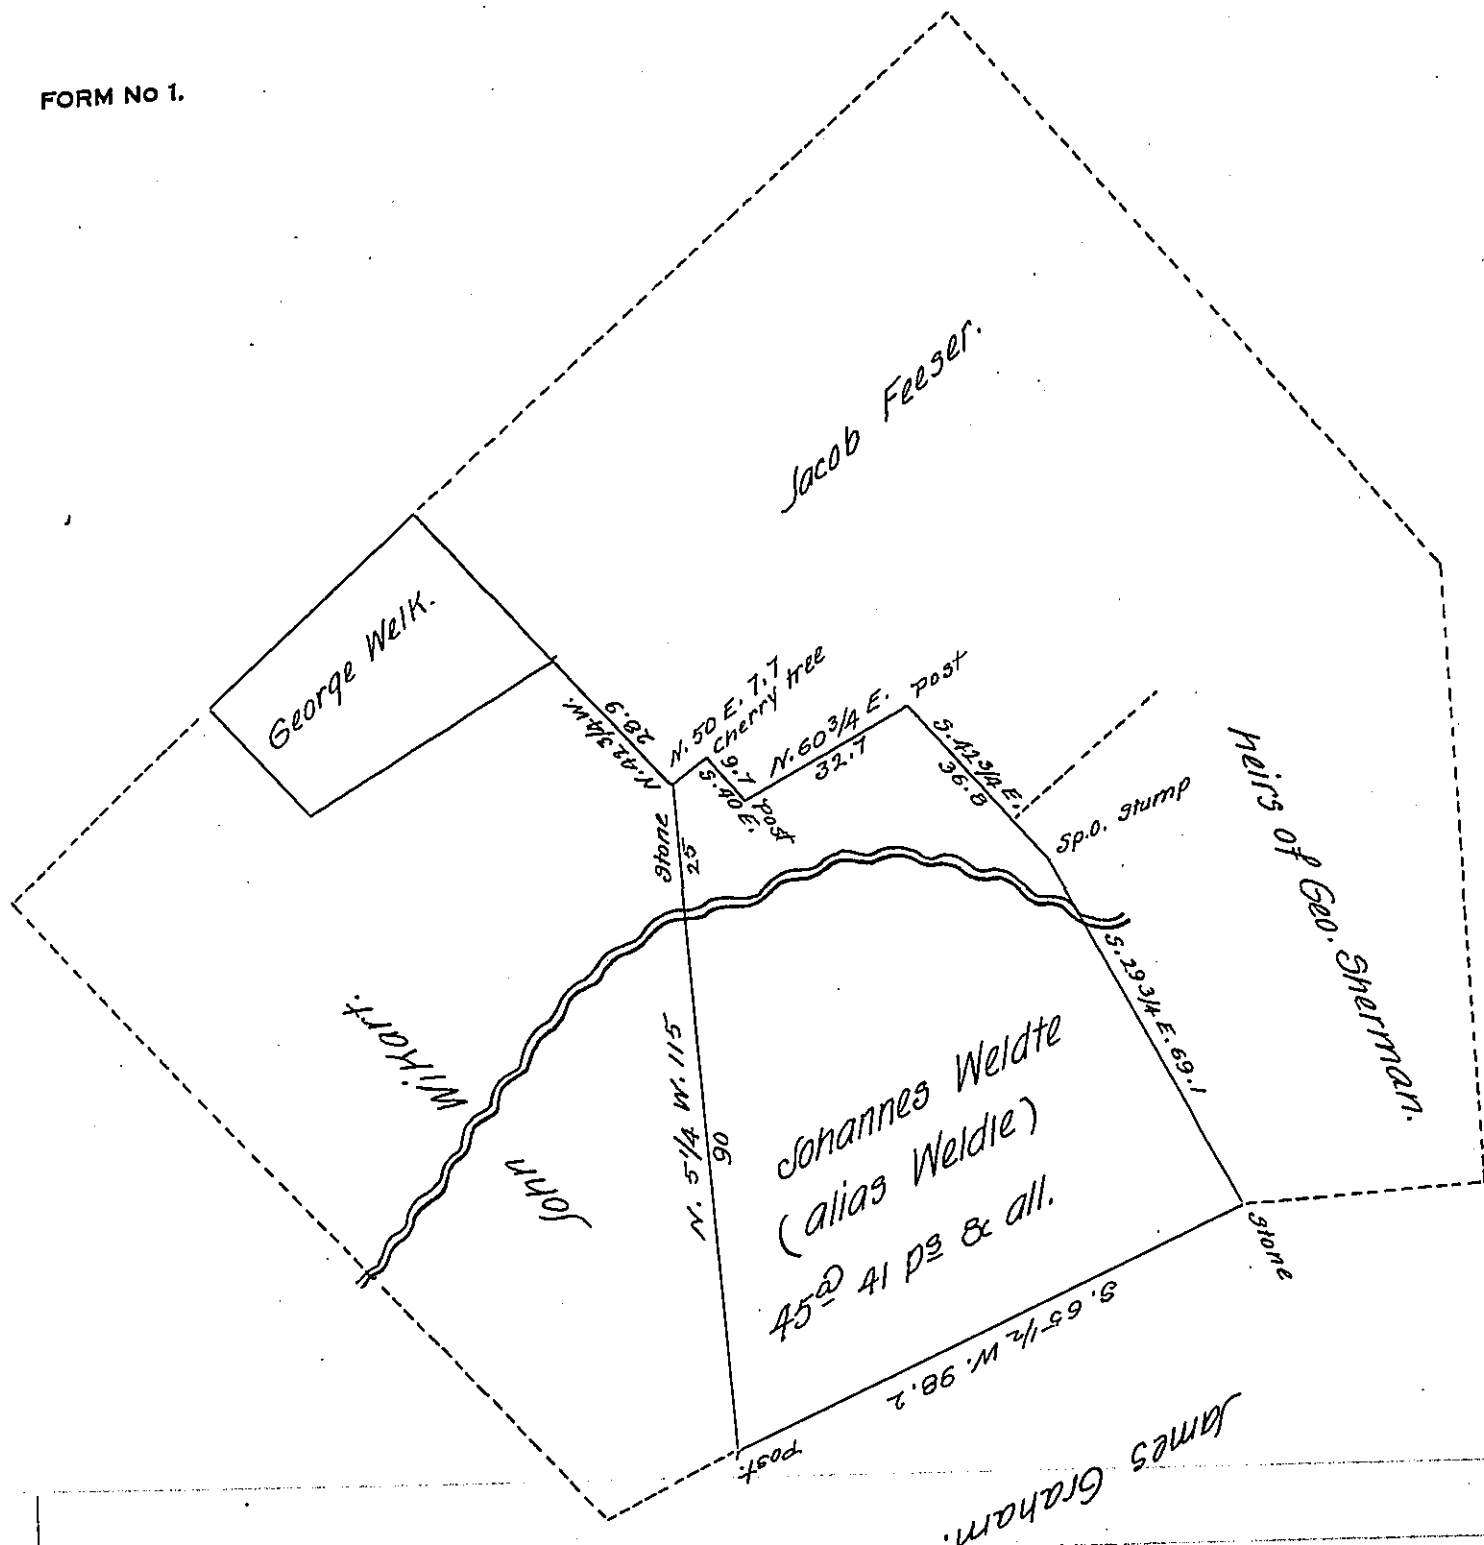 FORM No 1.
Jacob Feeser.
George Welk.
N. 42 3/4 W.
28.9
N. 50 E. 7.7
Cherry tree
S. 40 E.
9.7
Post
N. 60 3/4 E.
32.7
Post
S. 42 3/4 E.
36.8
Sp.o. Stump
heirs of Geo. Sherman.
Stone
25
S. 29 3/4 E. 69.1
John Wikart.
N. 5 1/4 W. 115
90
Johannes Weldte
(alias Weldle)
45a 41 ps & all.
Stone
S. 65 1/2 W. 98.2
Post.
James Graham.